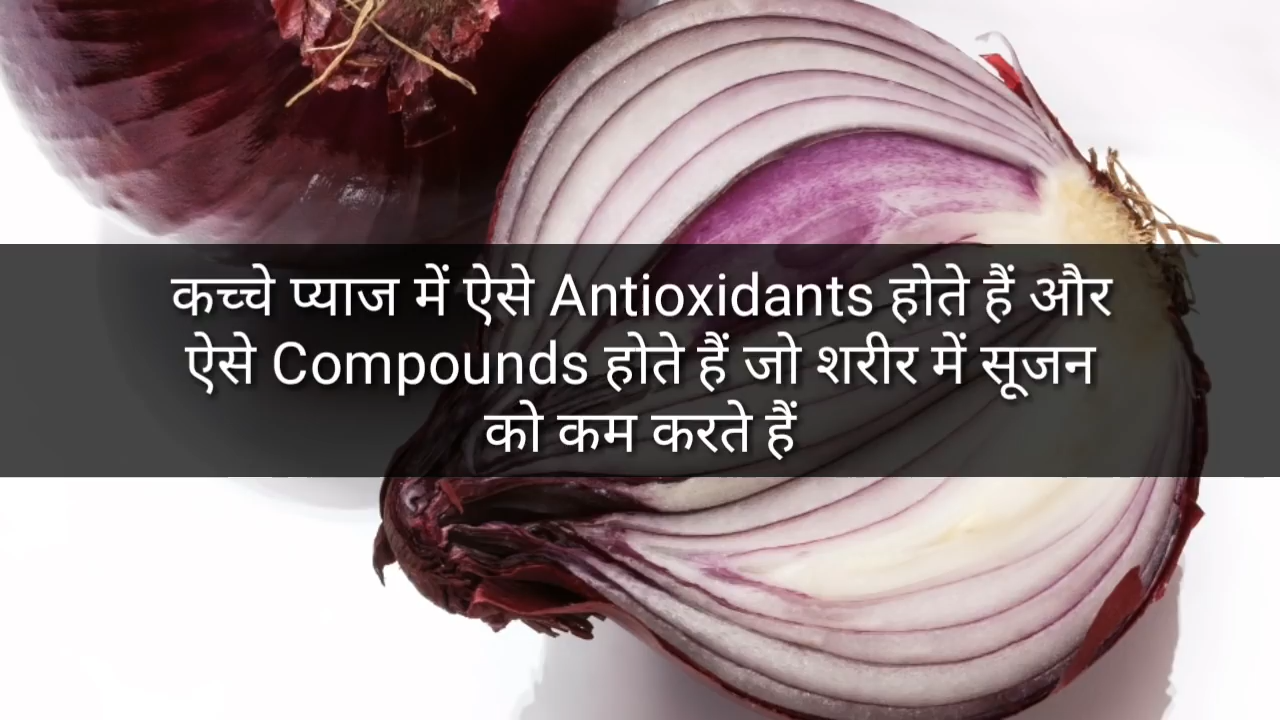 कच्चे प्याज में ऐसे Antioxidants होते हैं और
ऐसे Compounds होते हैं जो शरीर में सूजन
को कम करते हैं